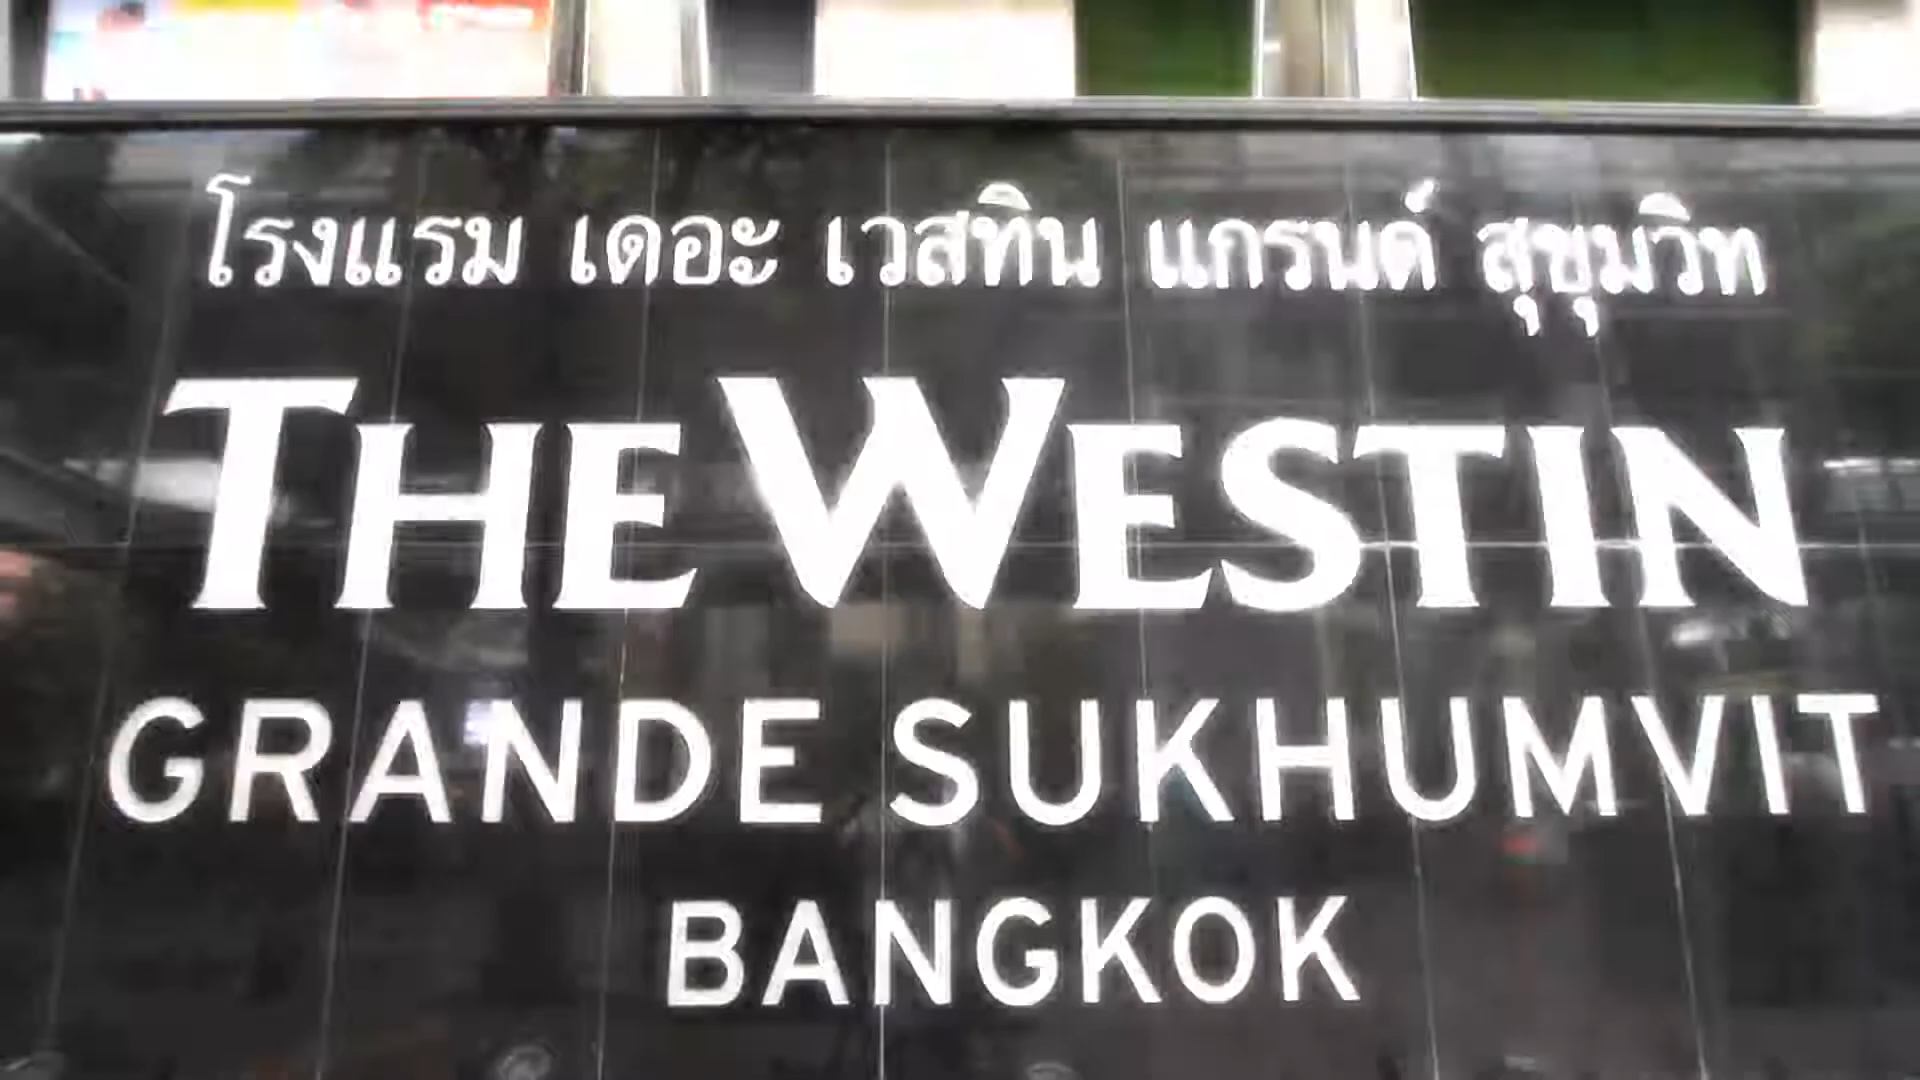 โรงแรม เดอะ เวสทิน แกรนด์ สุขุมวิท
THE WESTIN
GRANDE SUKHUMVIT
BANGKOK